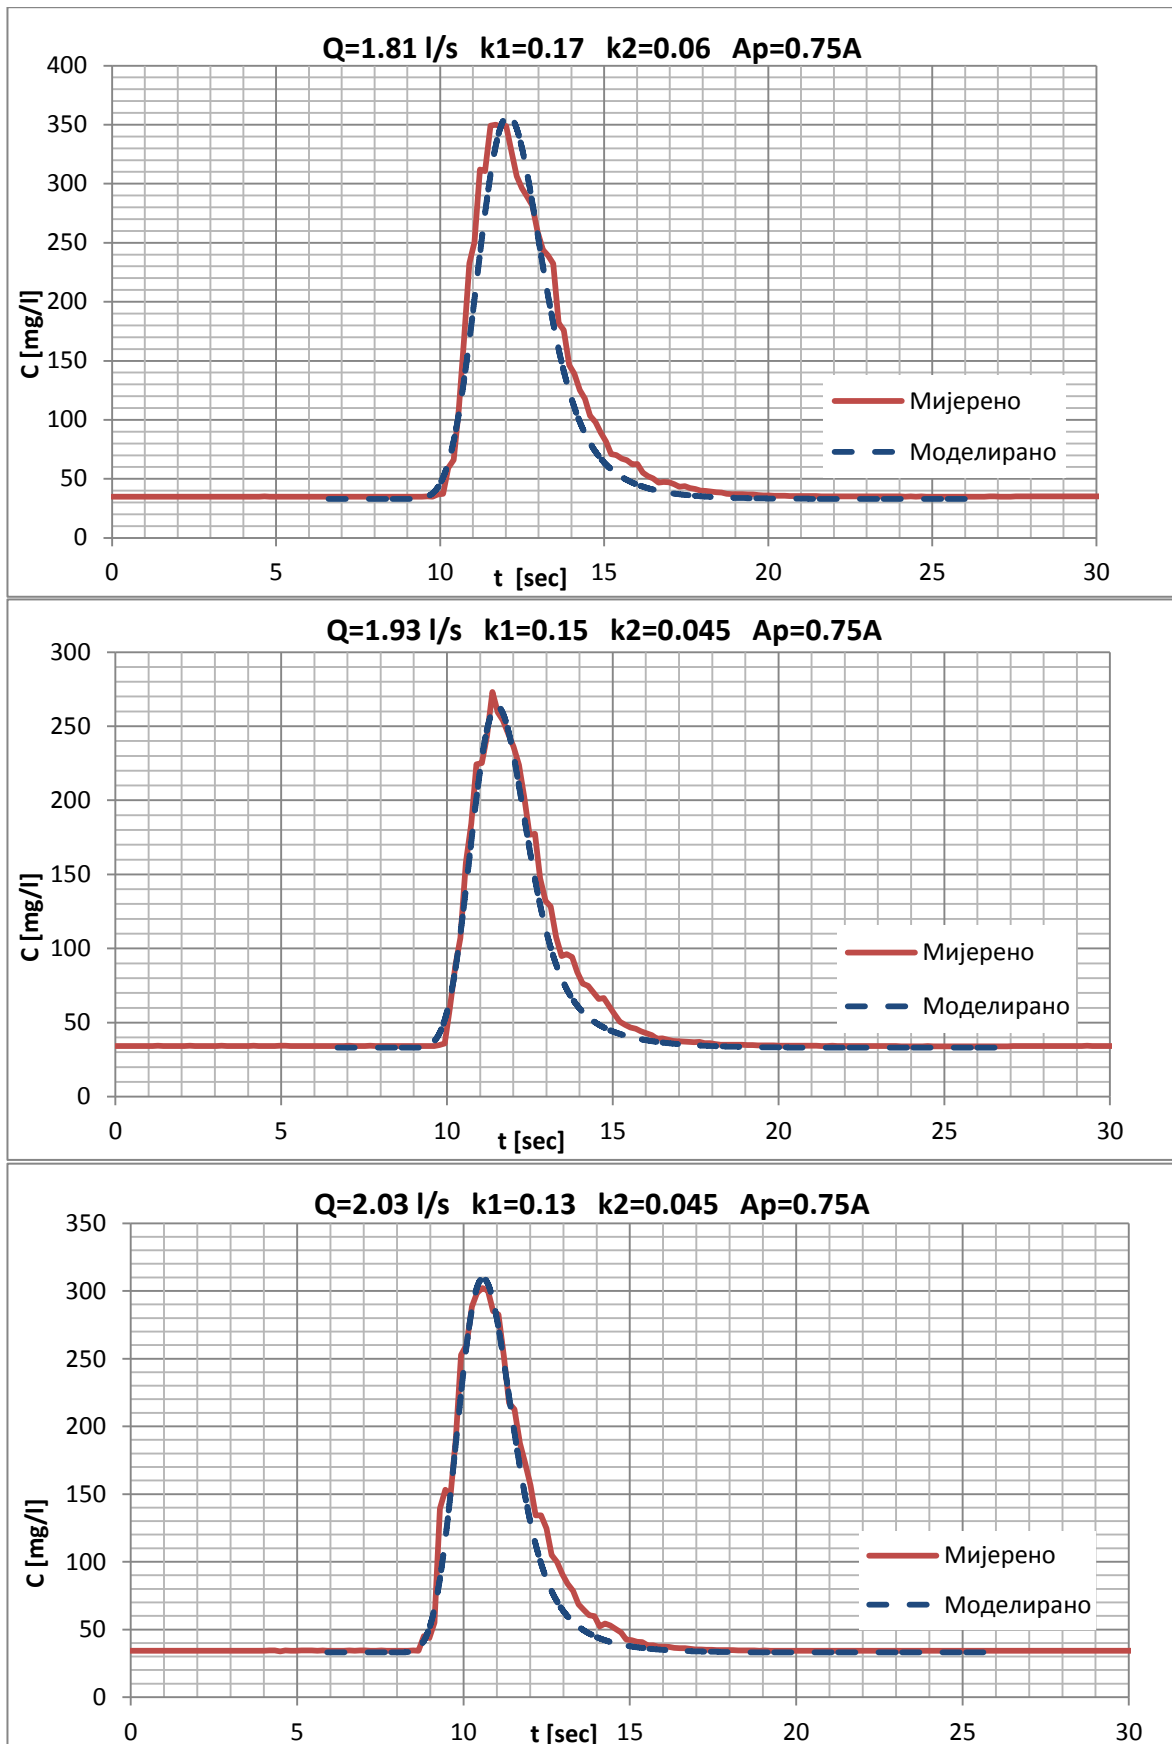 Q=1.81 l/s k1=0.17 k2=0.06 Ap=0.75A
400
350
300
250
200
150
100
50
0
C [mg/l]
Мијерено
Моделирано
0 5 10 15 20 25 30
t [sec]
Q=1.93 l/s k1=0.15 k2=0.045 Ap=0.75A
300
250
200
150
100
50
0
C [mg/l]
Мијерено
Моделирано
0 5 10 15 20 25 30
t [sec]
Q=2.03 l/s k1=0.13 k2=0.045 Ap=0.75A
350
300
250
200
150
100
50
0
C [mg/l]
Мијерено
Моделирано
0 5 10 15 20 25 30
t [sec]